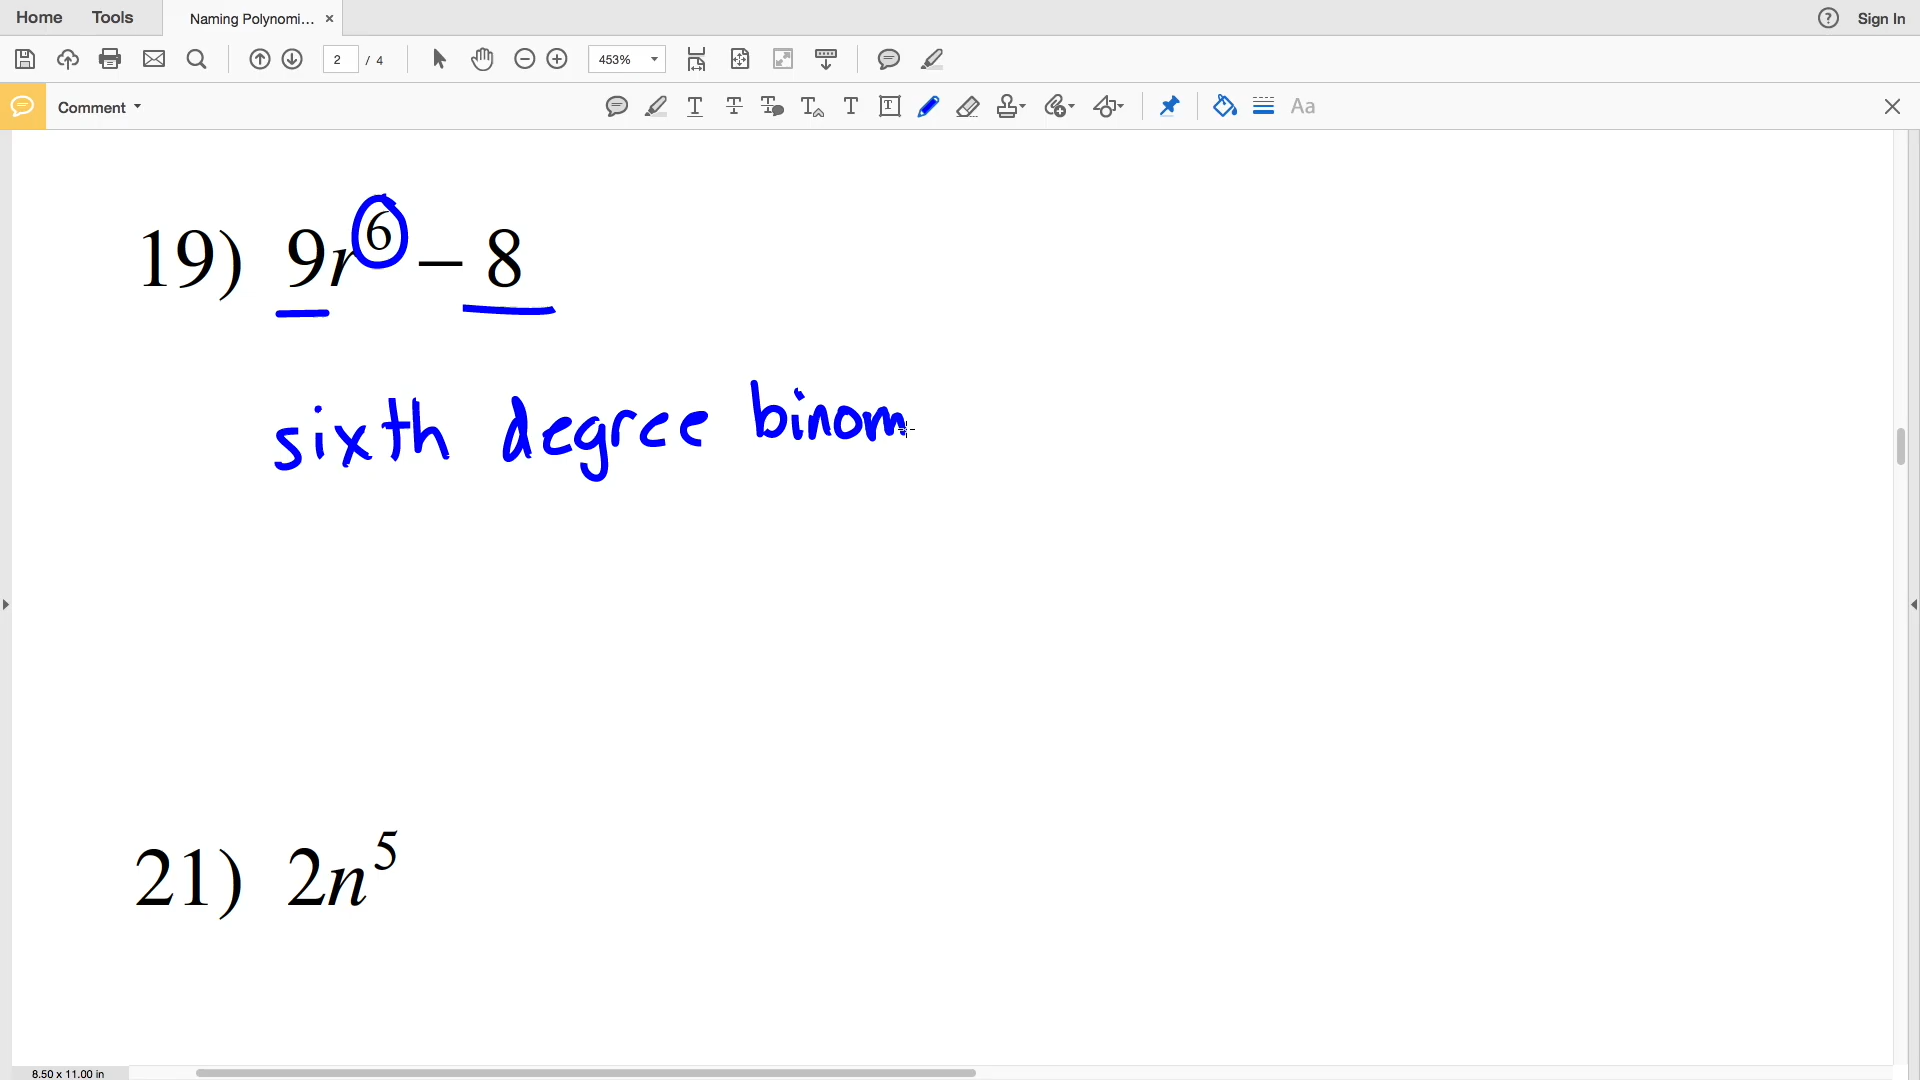 Home Tools Naming Polynomi... × ? Sign In
2 / 4 453%
Comment T T T T T T Aa
19) 9r⁶ – 8
sixth degree binom
21) 2n⁵
8.50 x 11.00 in